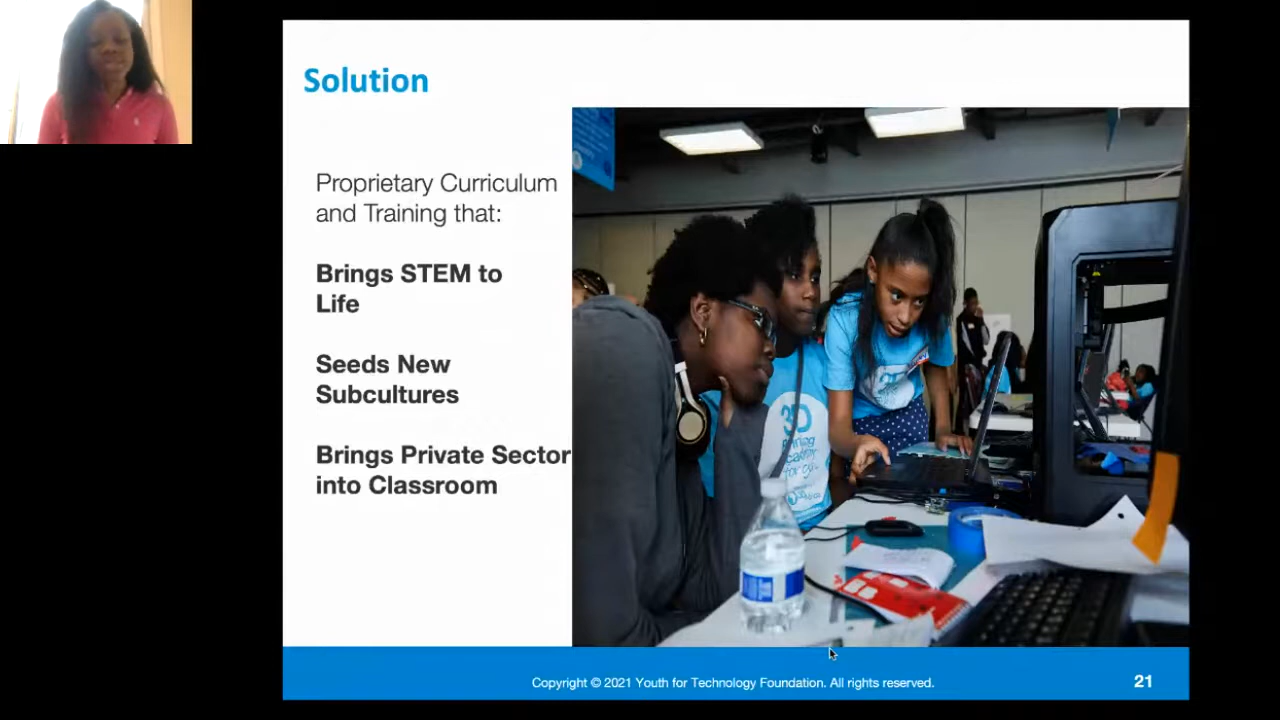 Solution
Proprietary Curriculum
and Training that:
Brings STEM to
Life
Seeds New
Subcultures
Brings Private Sector
into Classroom
3D
Copyright © 2021 Youth for Technology Foundation. All rights reserved.
21